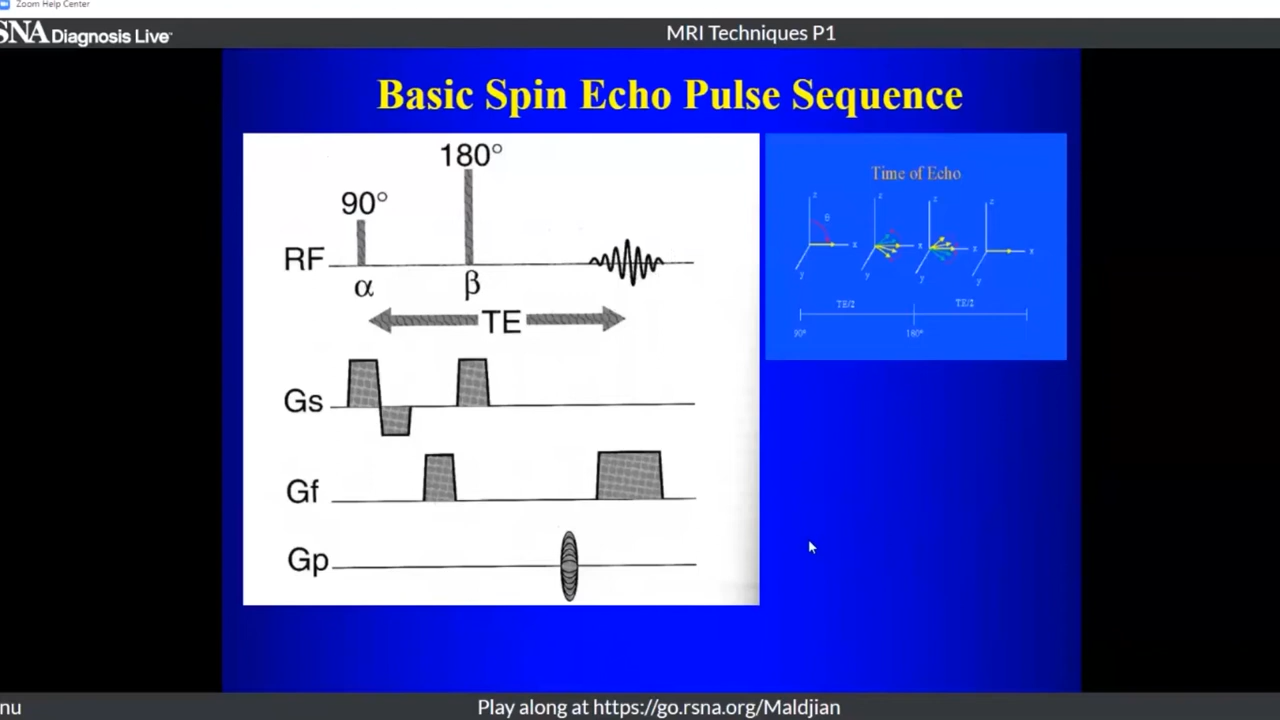 Zoom Help Center
SNA Diagnosis Live™
MRI Techniques P1
Basic Spin Echo Pulse Sequence
180°
90°
RF
α
β
TE
Gs
Gf
Gp
Time of Echo
z
z
z
z
θ
x
x
x
x
y
y
y
y
TE/2
TE/2
90°
180°
nu
Play along at https://go.rsna.org/Maldjian